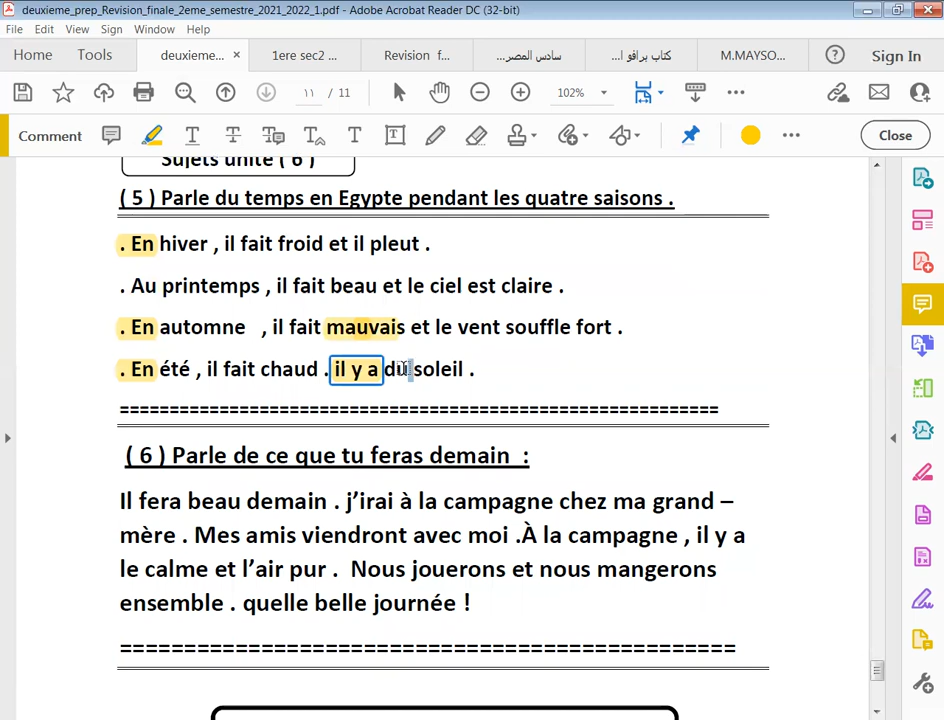 deuxieme_prep_Revision_finale_2eme_semestre_2021_2022_1.pdf - Adobe Acrobat Reader DC (32-bit)
File Edit View Sign Window Help
Home Tools deuxieme... × 1ere sec2 ... Revision f... سادس المصر... كتاب برافو ا... M.MAYSO... Sign In
١١ / 11 102%
Comment Close
Sujets unité ( 6 )
( 5 ) Parle du temps en Egypte pendant les quatre saisons .
. En hiver , il fait froid et il pleut .
. Au printemps , il fait beau et le ciel est claire .
. En automne , il fait mauvais et le vent souffle fort .
. En été , il fait chaud . il y a du soleil .
==================================================
( 6 ) Parle de ce que tu feras demain :
Il fera beau demain . j’irai à la campagne chez ma grand –
mère . Mes amis viendront avec moi .À la campagne , il y a
le calme et l’air pur . Nous jouerons et nous mangerons
ensemble . quelle belle journée !
================================================